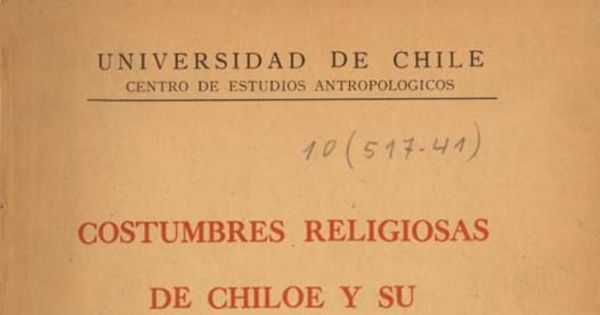 UNIVERSIDAD DE CHILE
CENTRO DE ESTUDIOS ANTROPOLOGICOS
10 (517-41)
COSTUMBRES RELIGIOSAS
DE CHILOE Y SU